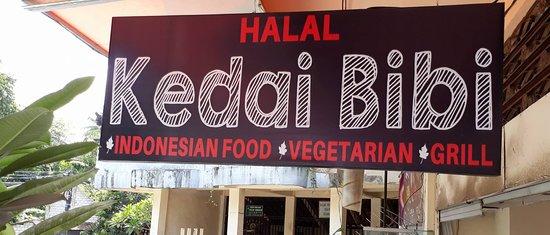 HALAL
Kedai Bibi
INDONESIAN FOOD VEGETARIAN GRILL